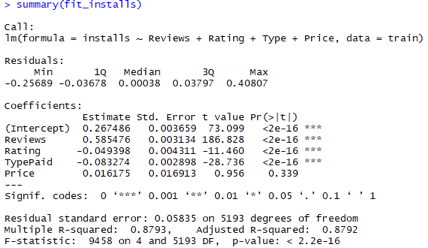 > summary(fit_installs)
Call:
lm(formula = installs ~ Reviews + Rating + Type + Price, data = train)
Residuals:
Min 1Q Median 3Q Max
-0.25689 -0.03678 0.00038 0.03797 0.40807
Coefficients:
Estimate Std. Error t value Pr(>|t|)
(Intercept) 0.267486 0.003659 73.099 <2e-16 ***
Reviews 0.585476 0.003134 186.828 <2e-16 ***
Rating -0.049398 0.004311 -11.460 <2e-16 ***
TypePaid -0.083274 0.002898 -28.736 <2e-16 ***
Price 0.016175 0.016913 0.956 0.339
---
Signif. codes: 0 ‘***’ 0.001 ‘**’ 0.01 ‘*’ 0.05 ‘.’ 0.1 ‘ ’ 1
Residual standard error: 0.05835 on 5193 degrees of freedom
Multiple R-squared: 0.8793, Adjusted R-squared: 0.8792
F-statistic: 9458 on 4 and 5193 DF, p-value: < 2.2e-16